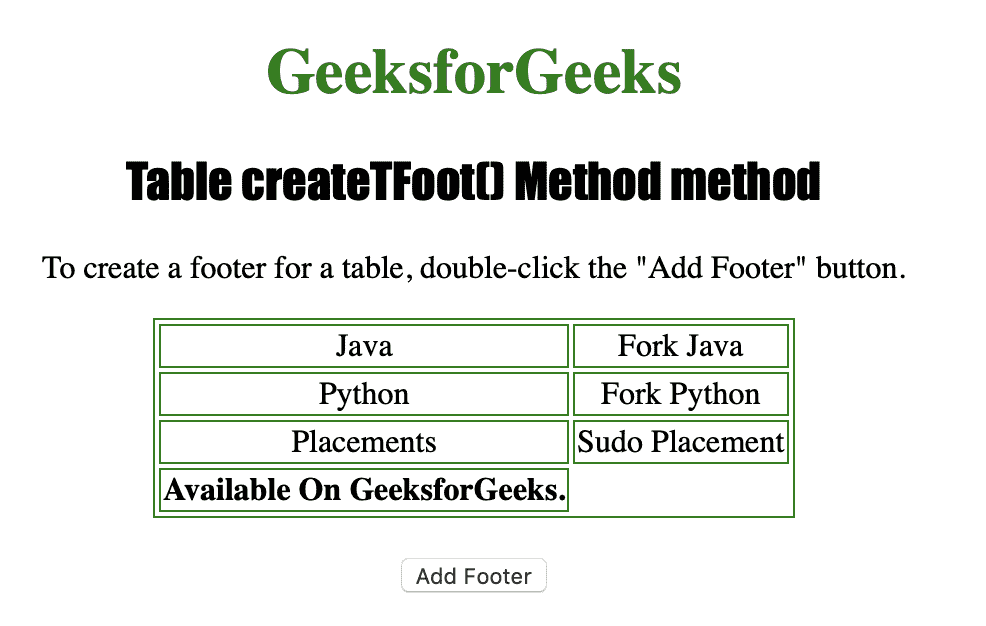 GeeksforGeeks
Table createTFoot() Method method
To create a footer for a table, double-click the "Add Footer" button.
Java Fork Java
Python Fork Python
Placements Sudo Placement
Available On GeeksforGeeks.
Add Footer